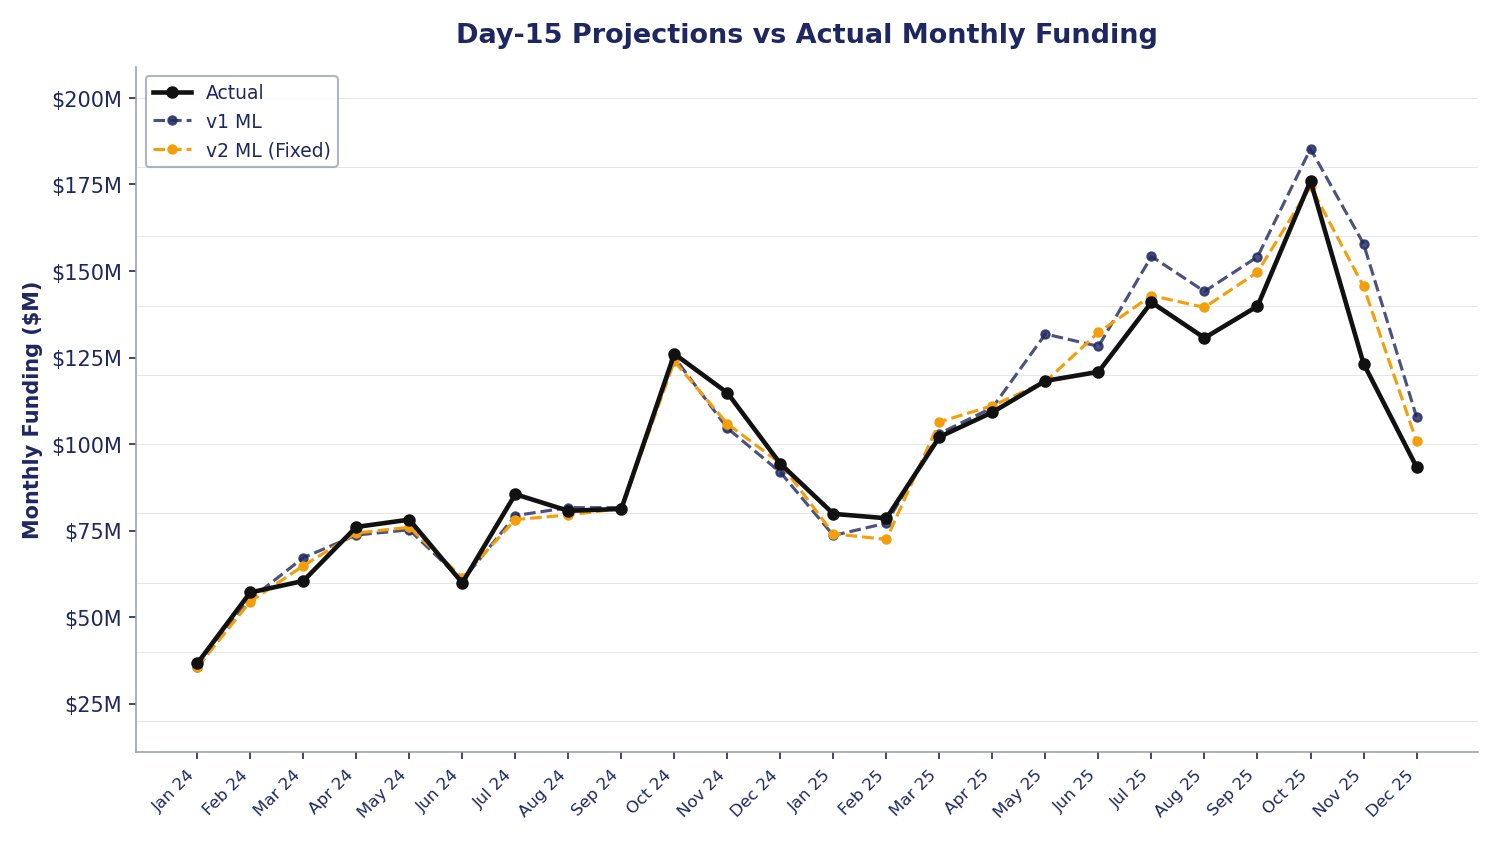 Day-15 Projections vs Actual Monthly Funding
Actual
v1 ML
v2 ML (Fixed)
Monthly Funding ($M)
$200M
$175M
$150M
$125M
$100M
$75M
$50M
$25M
Jan 24
Feb 24
Mar 24
Apr 24
May 24
Jun 24
Jul 24
Aug 24
Sep 24
Oct 24
Nov 24
Dec 24
Jan 25
Feb 25
Mar 25
Apr 25
May 25
Jun 25
Jul 25
Aug 25
Sep 25
Oct 25
Nov 25
Dec 25